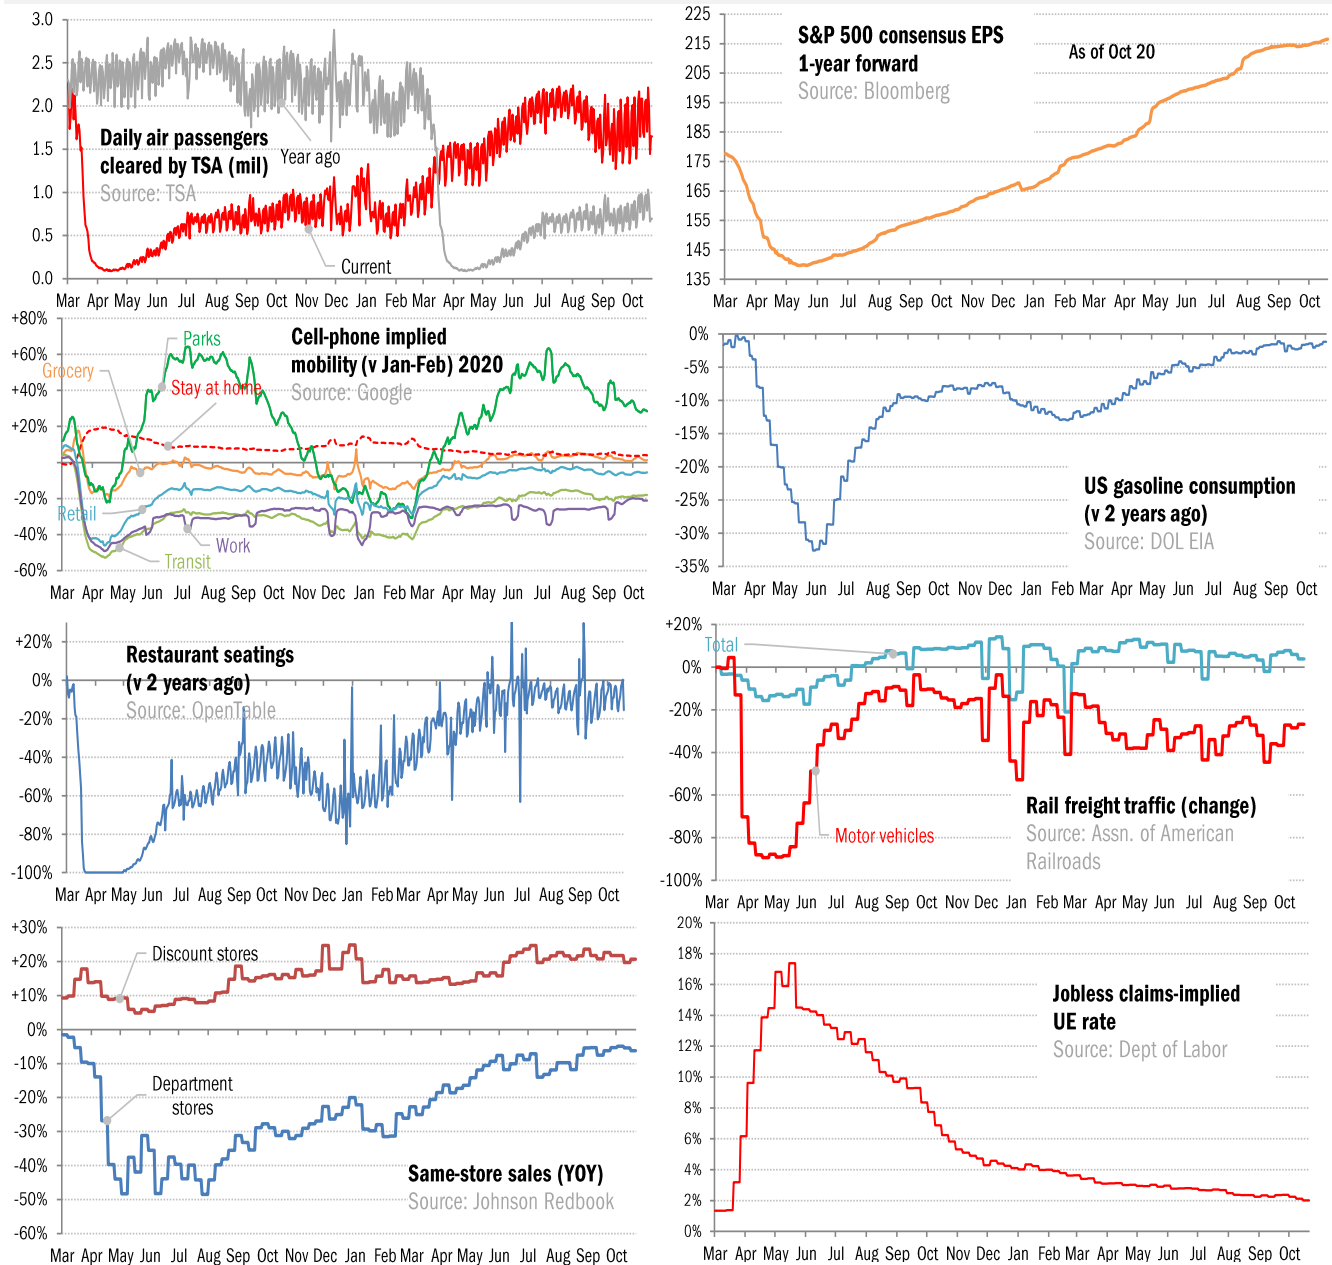 3.0
2.5
2.0
1.5
1.0
0.5
0.0
Daily air passengers
cleared by TSA (mil)
Source: TSA
Year ago
Current
Mar Apr May Jun Jul Aug Sep Oct Nov Dec Jan Feb Mar Apr May Jun Jul Aug Sep Oct
225
215
205
195
185
175
165
155
145
135
S&P 500 consensus EPS
1-year forward
Source: Bloomberg
As of Oct 20
Mar Apr May Jun Jul Aug Sep Oct Nov Dec Jan Feb Mar Apr May Jun Jul Aug Sep Oct
+80%
+60%
+40%
+20%
-20%
-40%
-60%
Cell-phone implied
mobility (v Jan-Feb) 2020
Source: Google
Parks
Grocery
Stay at home
Retail
Work
Transit
Mar Apr May Jun Jul Aug Sep Oct Nov Dec Jan Feb Mar Apr May Jun Jul Aug Sep Oct
0%
-5%
-10%
-15%
-20%
-25%
-30%
-35%
US gasoline consumption
(v 2 years ago)
Source: DOL EIA
Mar Apr May Jun Jul Aug Sep Oct Nov Dec Jan Feb Mar Apr May Jun Jul Aug Sep Oct
+20%
0%
-20%
-40%
-60%
-80%
-100%
Restaurant seatings
(v 2 years ago)
Source: OpenTable
Mar Apr May Jun Jul Aug Sep Oct Nov Dec Jan Feb Mar Apr May Jun Jul Aug Sep Oct
+20%
0%
-20%
-40%
-60%
-80%
-100%
Total
Motor vehicles
Rail freight traffic (change)
Source: Assn. of American
Railroads
Mar Apr May Jun Jul Aug Sep Oct Nov Dec Jan Feb Mar Apr May Jun Jul Aug Sep Oct
+30%
+20%
+10%
0%
-10%
-20%
-30%
-40%
-50%
-60%
Discount stores
Department
stores
Same-store sales (YOY)
Source: Johnson Redbook
Mar Apr May Jun Jul Aug Sep Oct Nov Dec Jan Feb Mar Apr May Jun Jul Aug Sep Oct
20%
18%
16%
14%
12%
10%
8%
6%
4%
2%
0%
Jobless claims-implied
UE rate
Source: Dept of Labor
Mar Apr May Jun Jul Aug Sep Oct Nov Dec Jan Feb Mar Apr May Jun Jul Aug Sep Oct